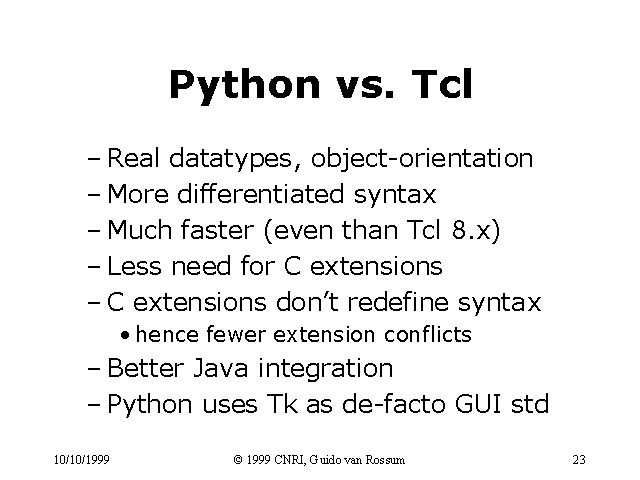 Python vs. Tcl
– Real datatypes, object-orientation
– More differentiated syntax
– Much faster (even than Tcl 8.x)
– Less need for C extensions
– C extensions don’t redefine syntax
• hence fewer extension conflicts
– Better Java integration
– Python uses Tk as de-facto GUI std
10/10/1999 © 1999 CNRI, Guido van Rossum 23